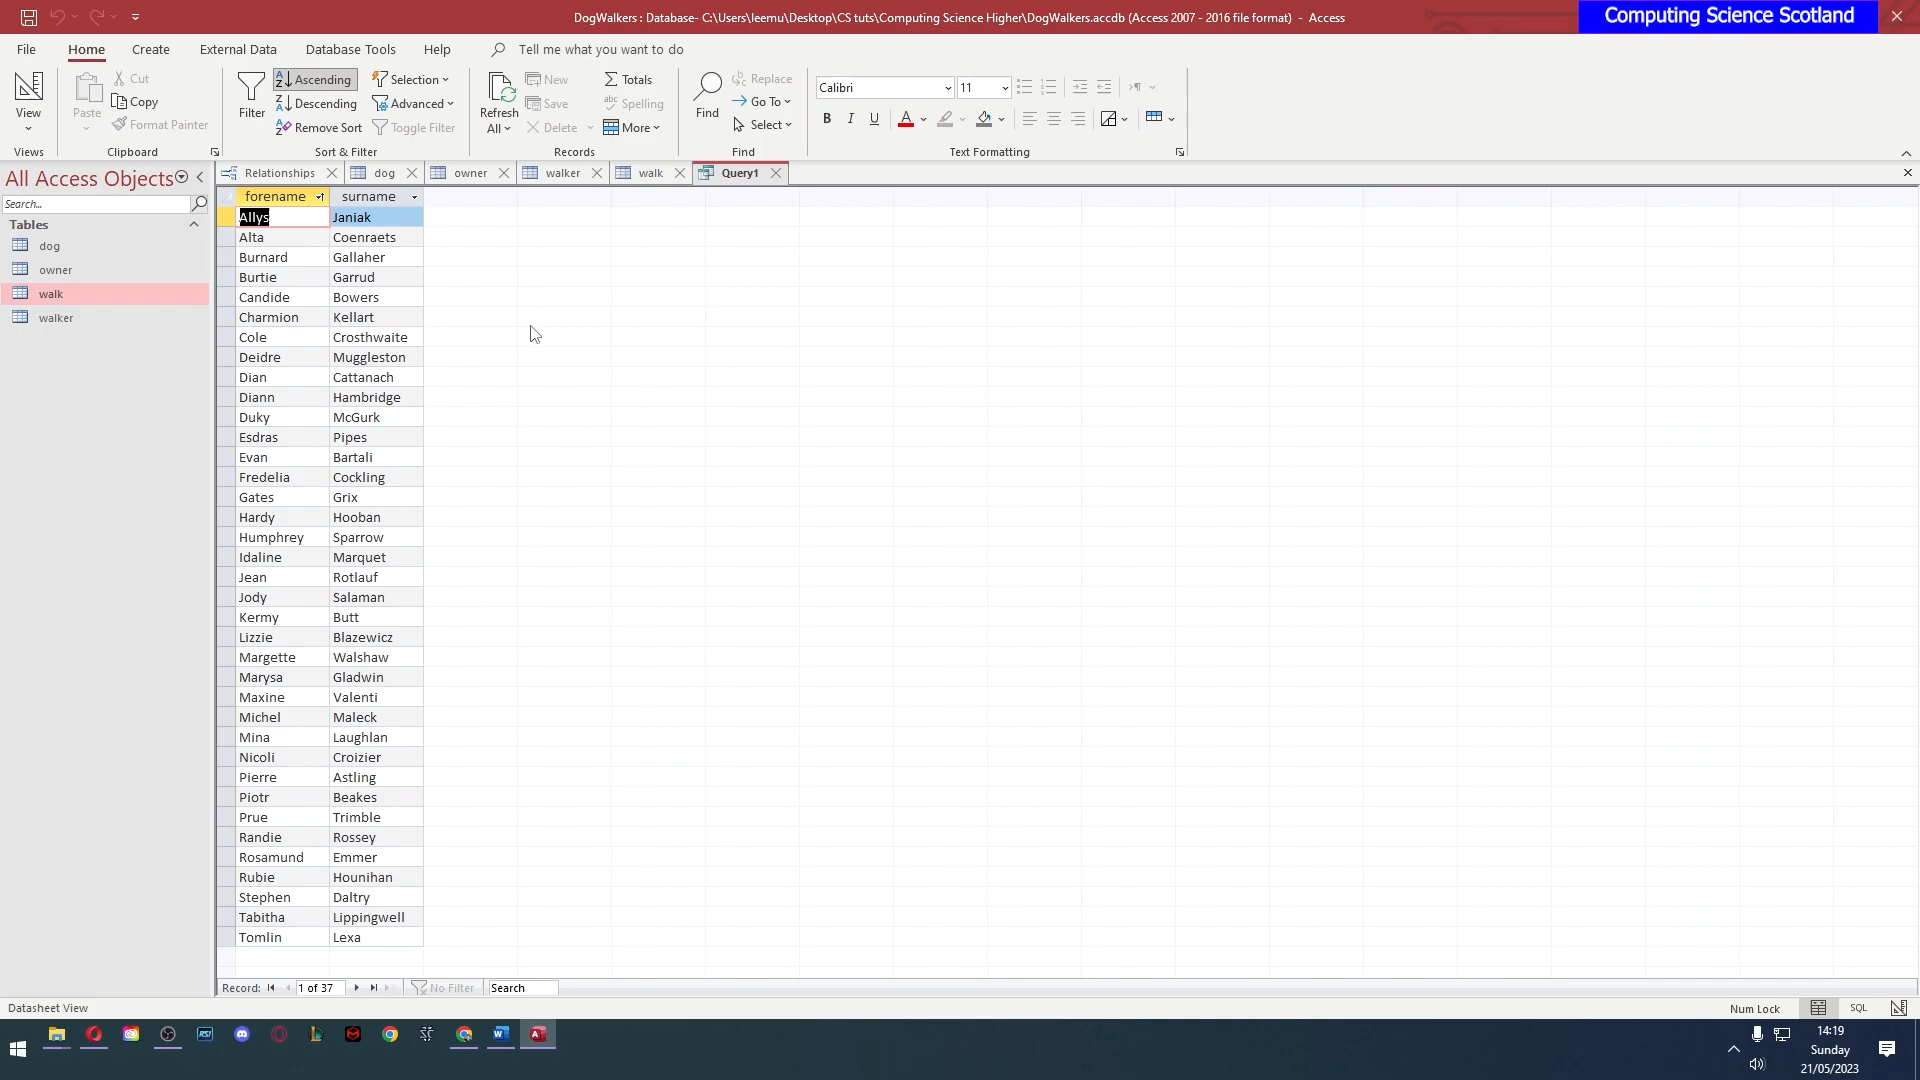 DogWalkers : Database- C:\Users\leemu\Desktop\CS tuts\Computing Science Higher\DogWalkers.accdb (Access 2007 - 2016 file format) - Access
Computing Science Scotland
File Home Create External Data Database Tools Help Tell me what you want to do
View
Views
Paste
Cut
Copy
Format Painter
Clipboard
Filter
Ascending
Descending
Remove Sort
Selection
Advanced
Toggle Filter
Sort & Filter
Refresh
All
New
Save
Delete
Totals
Spelling
More
Records
Find
Replace
Go To
Select
Find
Calibri
11
B I U
Text Formatting
All Access Objects
Search...
Tables
dog
owner
walk
walker
Relationships dog owner walker walk Query1
forename surname
Allys Janiak
Alta Coenraets
Burnard Gallaher
Burtie Garrud
Candide Bowers
Charmion Kellart
Cole Crosthwaite
Deidre Muggleston
Dian Cattanach
Diann Hambridge
Duky McGurk
Esdras Pipes
Evan Bartali
Fredelia Cockling
Gates Grix
Hardy Hooban
Humphrey Sparrow
Idaline Marquet
Jean Rotlauf
Jody Salaman
Kermy Butt
Lizzie Blazewicz
Margette Walshaw
Marysa Gladwin
Maxine Valenti
Michel Maleck
Mina Laughlan
Nicoli Croizier
Pierre Astling
Piotr Beakes
Prue Trimble
Randie Rossey
Rosamund Emmer
Rubie Hounihan
Stephen Daltry
Tabitha Lippingwell
Tomlin Lexa
Record: 1 of 37 No Filter Search
Datasheet View
Num Lock
SQL
14:19
Sunday
21/05/2023